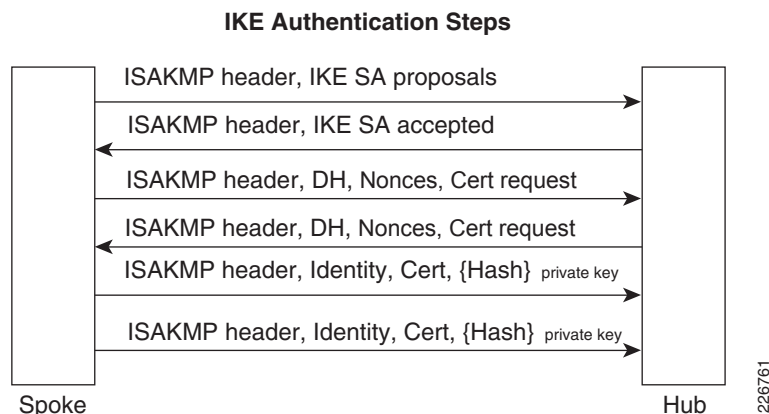 IKE Authentication Steps
ISAKMP header, IKE SA proposals
ISAKMP header, IKE SA accepted
ISAKMP header, DH, Nonces, Cert request
ISAKMP header, DH, Nonces, Cert request
ISAKMP header, Identity, Cert, {Hash} private key
ISAKMP header, Identity, Cert, {Hash} private key
Spoke
Hub
226761